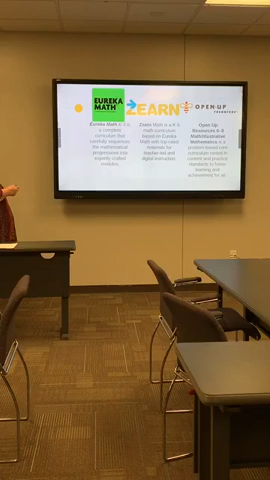 EUREKA
MATH
ZEARN
OPEN UP
RESOURCES
Eureka Math is
a complete
curriculum that
carefully sequences
the mathematical
progressions into
expertly crafted
modules.
Zearn Math is a K-5
math curriculum
based on Eureka
Math with top-rated
materials for
teacher-led and
digital instruction.
Open Up
Resources 6-8
Math/Illustrative
Mathematics is a
problem-based core
curriculum rooted in
content and practice
standards to foster
learning and
achievement for all.